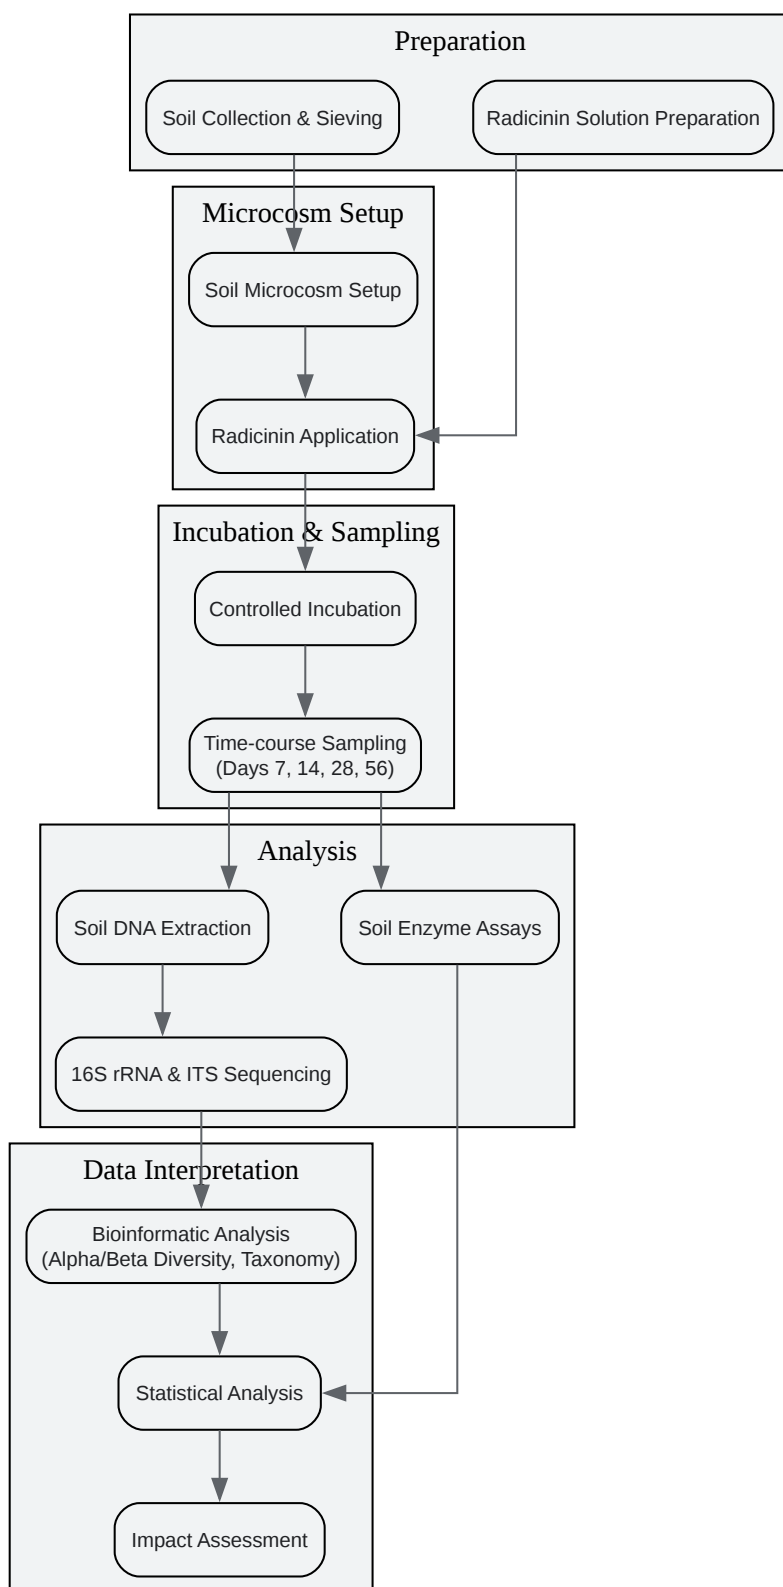 Preparation
Soil Collection & Sieving
Radicinin Solution Preparation
Microcosm Setup
Soil Microcosm Setup
Radicinin Application
Incubation & Sampling
Controlled Incubation
Time-course Sampling
(Days 7, 14, 28, 56)
Analysis
Soil DNA Extraction
Soil Enzyme Assays
16S rRNA & ITS Sequencing
Data Interpretation
Bioinformatic Analysis
(Alpha/Beta Diversity, Taxonomy)
Statistical Analysis
Impact Assessment